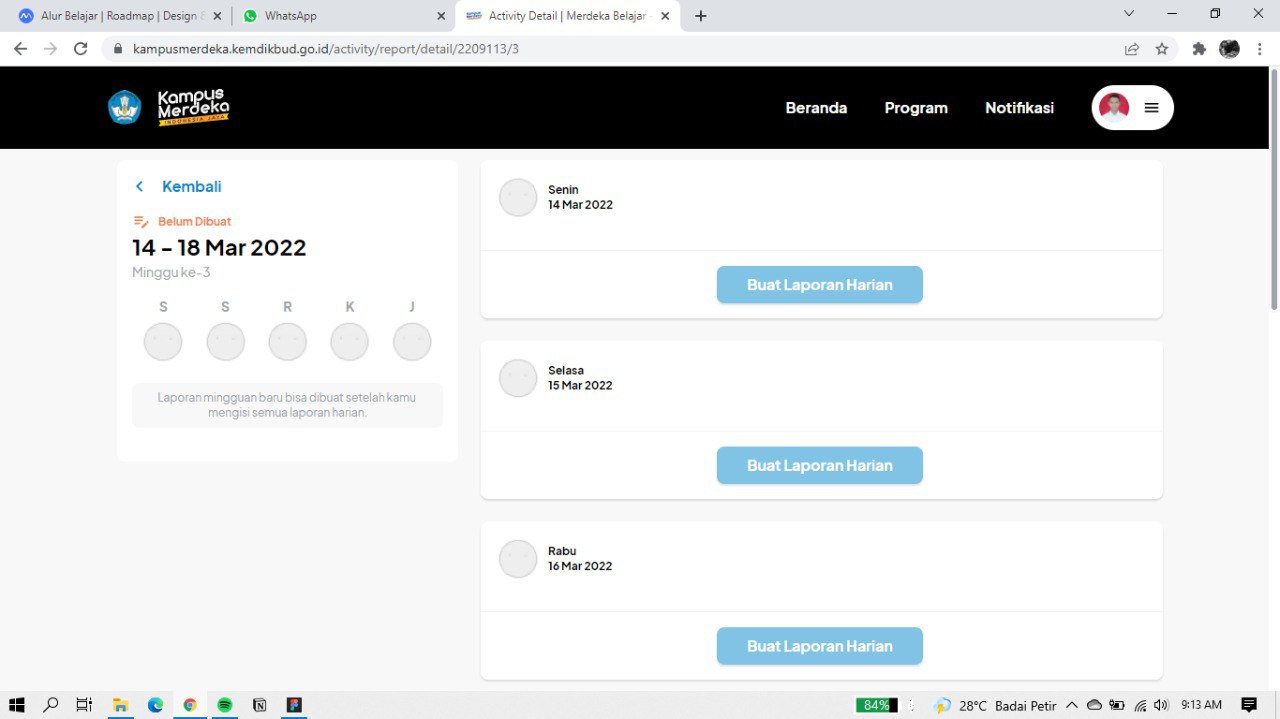 Alur Belajar | Roadmap | Design
WhatsApp
Activity Detail | Merdeka Belajar
kampusmerdeka.kemdikbud.go.id/activity/report/detail/2209113/3
Kampus
Merdeka
INDONESIA JAYA
Beranda
Program
Notifikasi
Kembali
Belum Dibuat
14 - 18 Mar 2022
Minggu ke-3
S S R K J
Laporan mingguan baru bisa dibuat setelah kamu
mengisi semua laporan harian.
Senin
14 Mar 2022
Buat Laporan Harian
Selasa
15 Mar 2022
Buat Laporan Harian
Rabu
16 Mar 2022
Buat Laporan Harian
84%
28°C Badai Petir
9:13 AM